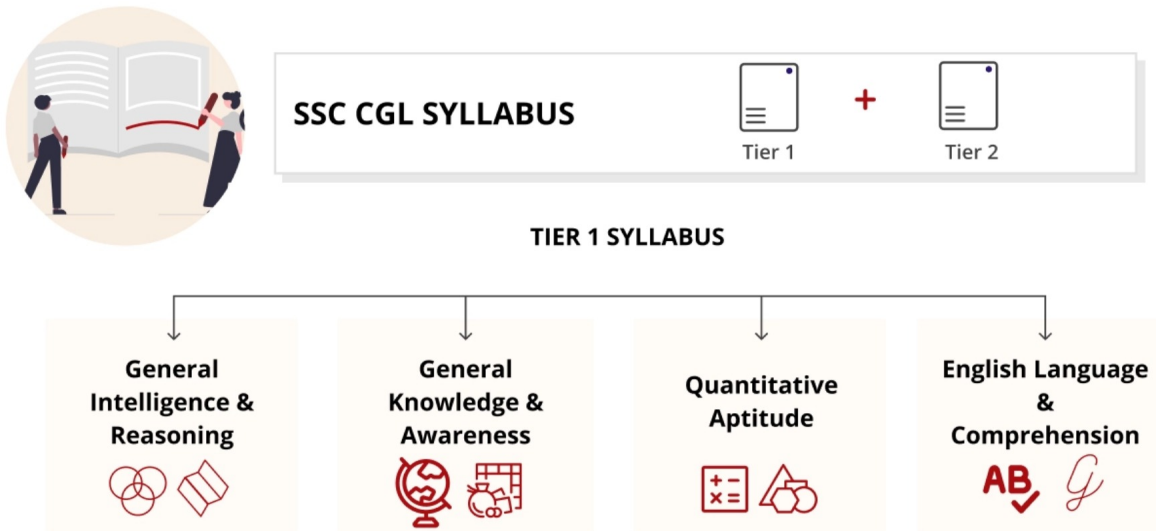 SSC CGL SYLLABUS
Tier 1
Tier 2
TIER 1 SYLLABUS
General
Intelligence &
Reasoning
General
Knowledge &
Awareness
Quantitative
Aptitude
English Language
&
Comprehension
AB